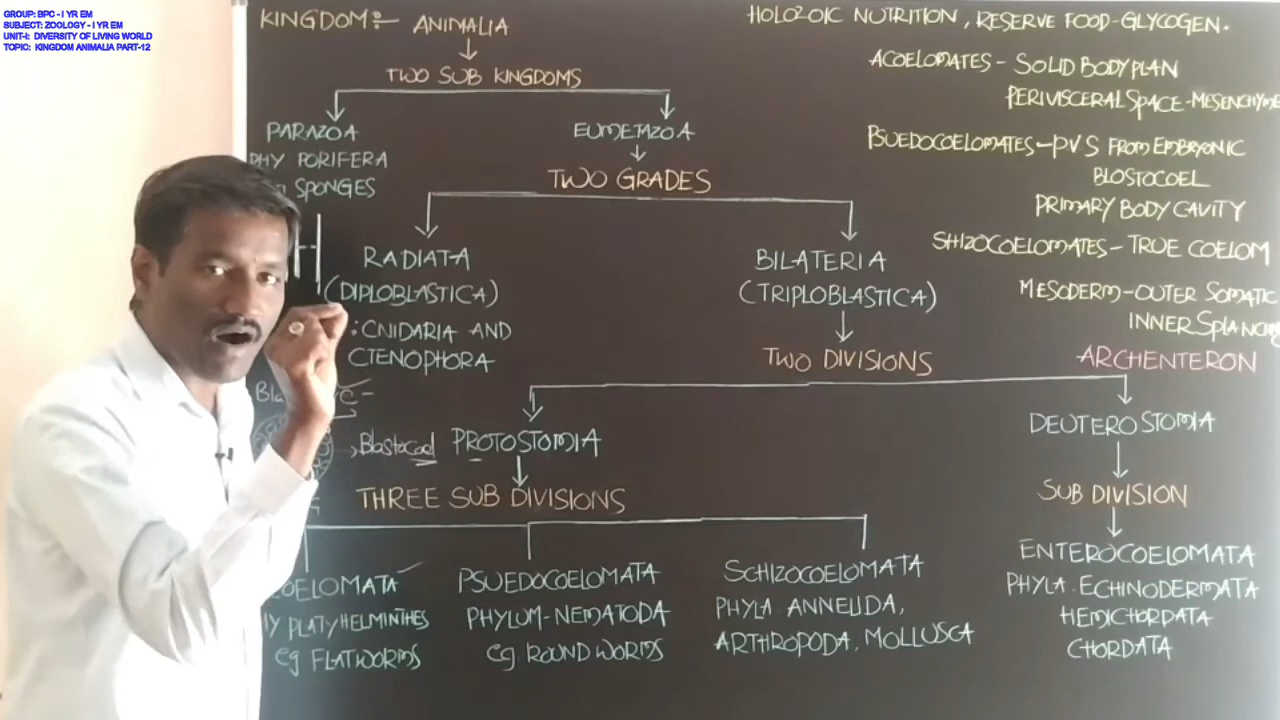 GROUP: BPC - I YR EM
SUBJECT: ZOOLOGY - I YR EM
UNIT-I: DIVERSITY OF LIVING WORLD
TOPIC: KINGDOM ANIMALIA PART-12
KINGDOM:- ANIMALIA
TWO SUB KINGDOMS
PARAZOA
PHY PORIFERA
SPONGES
EUMETAZOA
TWO GRADES
RADIATA
(DIPLOBLASTICA)
: CNIDARIA AND
CTENOPHORA
BILATERIA
(TRIPLOBLASTICA)
TWO DIVISIONS
Blastocoel
PROTOSTOMIA
THREE SUB DIVISIONS
OELOMATA
Y PLATYHELMINTHES
eg FLATWORMS
PSUEDOCOELOMATA
PHYLUM-NEMATODA
eg. ROUND WORMS
SCHIZOCOELOMATA
PHYLA ANNELIDA,
ARTHROPODA, MOLLUSCA
DEUTEROSTOMIA
SUB DIVISION
ENTEROCOELOMATA
PHYLA. ECHINODERMATA
HEMICHORDATA
CHORDATA
HOLOZOIC NUTRITION, RESERVE FOOD-GLYCOGEN.
ACOELOMATES - SOLID BODY PLAN
PERIVISCERAL SPACE-MESENCHYME
PSUEDOCOELOMATES - P.V.S FROM EMBRYONIC
BLOSTOCOEL
PRIMARY BODY CAVITY
SHIZOCOELOMATES - TRUE COELOM
MESODERM-OUTER SOMATIC
INNER SPLANCH
ARCHENTERON